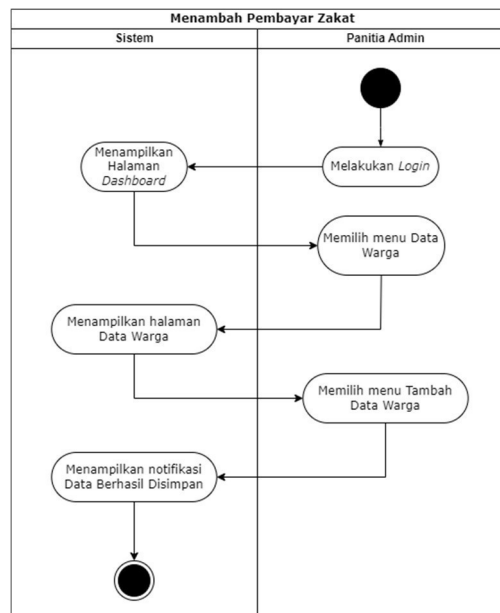 Menambah Pembayar Zakat
Sistem
Panitia Admin
Melakukan Login
Menampilkan
Halaman
Dashboard
Memilih menu Data
Warga
Menampilkan halaman
Data Warga
Memilih menu Tambah
Data Warga
Menampilkan notifikasi
Data Berhasil Disimpan